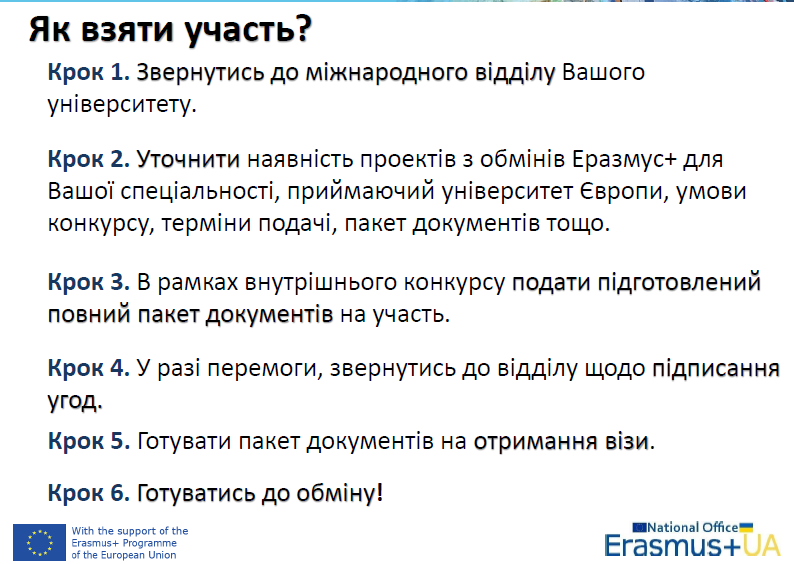 Як взяти участь?
Крок 1. Звернутись до міжнародного відділу Вашого
університету.
Крок 2. Уточнити наявність проектів з обмінів Еразмус+ для
Вашої спеціальності, приймаючий університет Європи, умови
конкурсу, терміни подачі, пакет документів тощо.
Крок 3. В рамках внутрішнього конкурсу подати підготовлений
повний пакет документів на участь.
Крок 4. У разі перемоги, звернутись до відділу щодо підписання
угод.
Крок 5. Готувати пакет документів на отримання візи.
Крок 6. Готуватись до обміну!
With the support of the
Erasmus+ Programme
of the European Union
National Office
Erasmus+UA